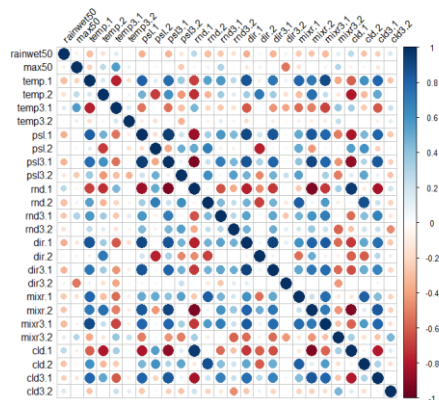 rainwet50
max50
temp.1
temp.2
temp3.1
temp3.2
psl.1
psl.2
psl3.1
psl3.2
rnd.1
rnd.2
rnd3.1
rnd3.2
dir.1
dir.2
dir3.1
dir3.2
mixr.1
mixr.2
mixr3.1
mixr3.2
cld.1
cld.2
cld3.1
cld3.2
rainwet50
max50
temp.1
temp.2
temp3.1
temp3.2
psl.1
psl.2
psl3.1
psl3.2
rnd.1
rnd.2
rnd3.1
rnd3.2
dir.1
dir.2
dir3.1
dir3.2
mixr.1
mixr.2
mixr3.1
mixr3.2
cld.1
cld.2
cld3.1
cld3.2
1
0.8
0.6
0.4
0.2
0
-0.2
-0.4
-0.6
-0.8
-1